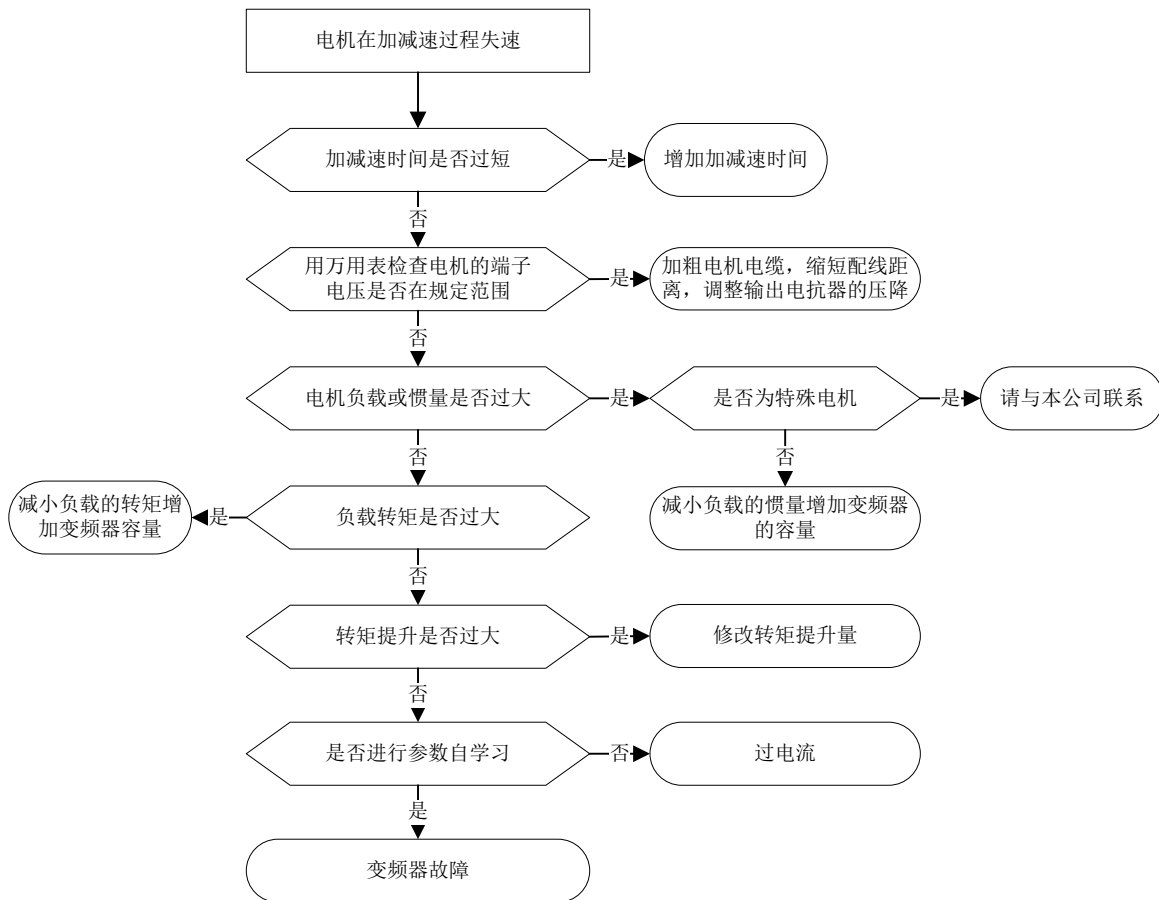 电机在加减速过程失速
加减速时间是否过短
是
增加加减速时间
否
用万用表检查电机的端子
电压是否在规定范围
是
加粗电机电缆，缩短配线距
离，调整输出电抗器的压降
否
电机负载或惯量是否过大
是
是否为特殊电机
是
请与本公司联系
否
否
减小负载的惯量增加变频器
的容量
减小负载的转矩增
加变频器容量
是
负载转矩是否过大
否
转矩提升是否过大
是
修改转矩提升量
否
是否进行参数自学习
否
过电流
是
变频器故障